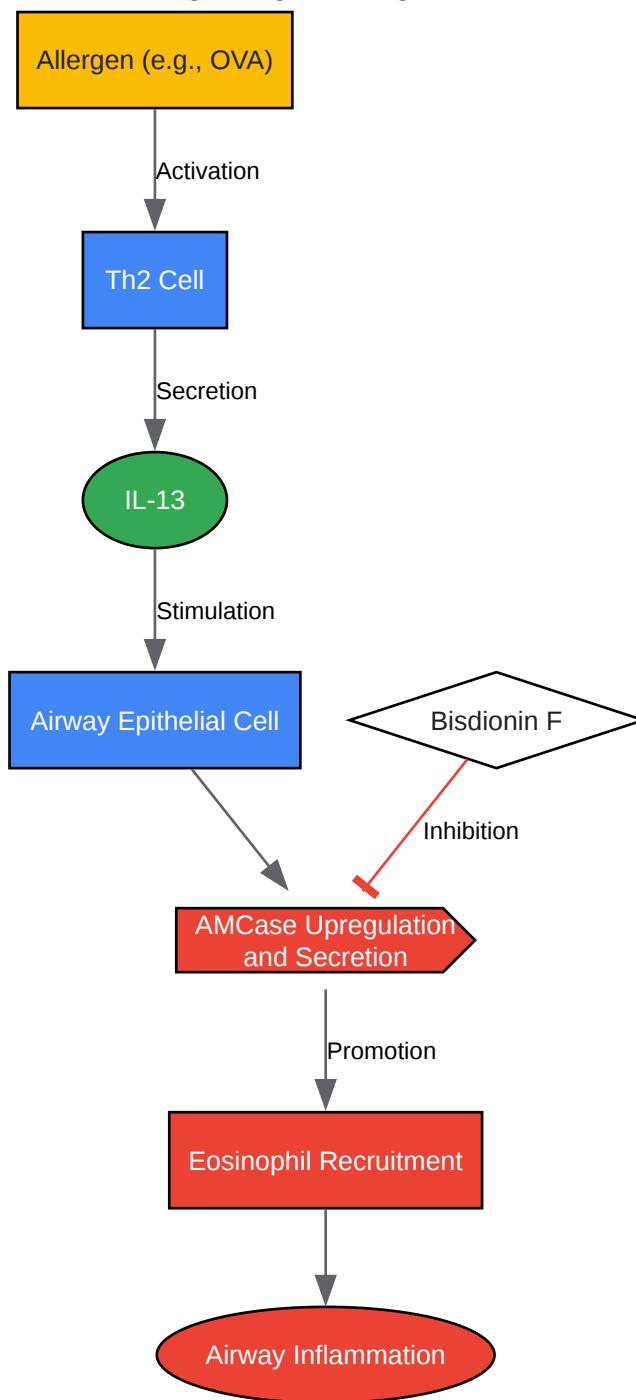 Allergen (e.g., OVA)
Activation
Th2 Cell
Secretion
IL-13
Stimulation
Airway Epithelial Cell
Bisdionin F
Inhibition
AMCase Upregulation
and Secretion
Promotion
Eosinophil Recruitment
Airway Inflammation